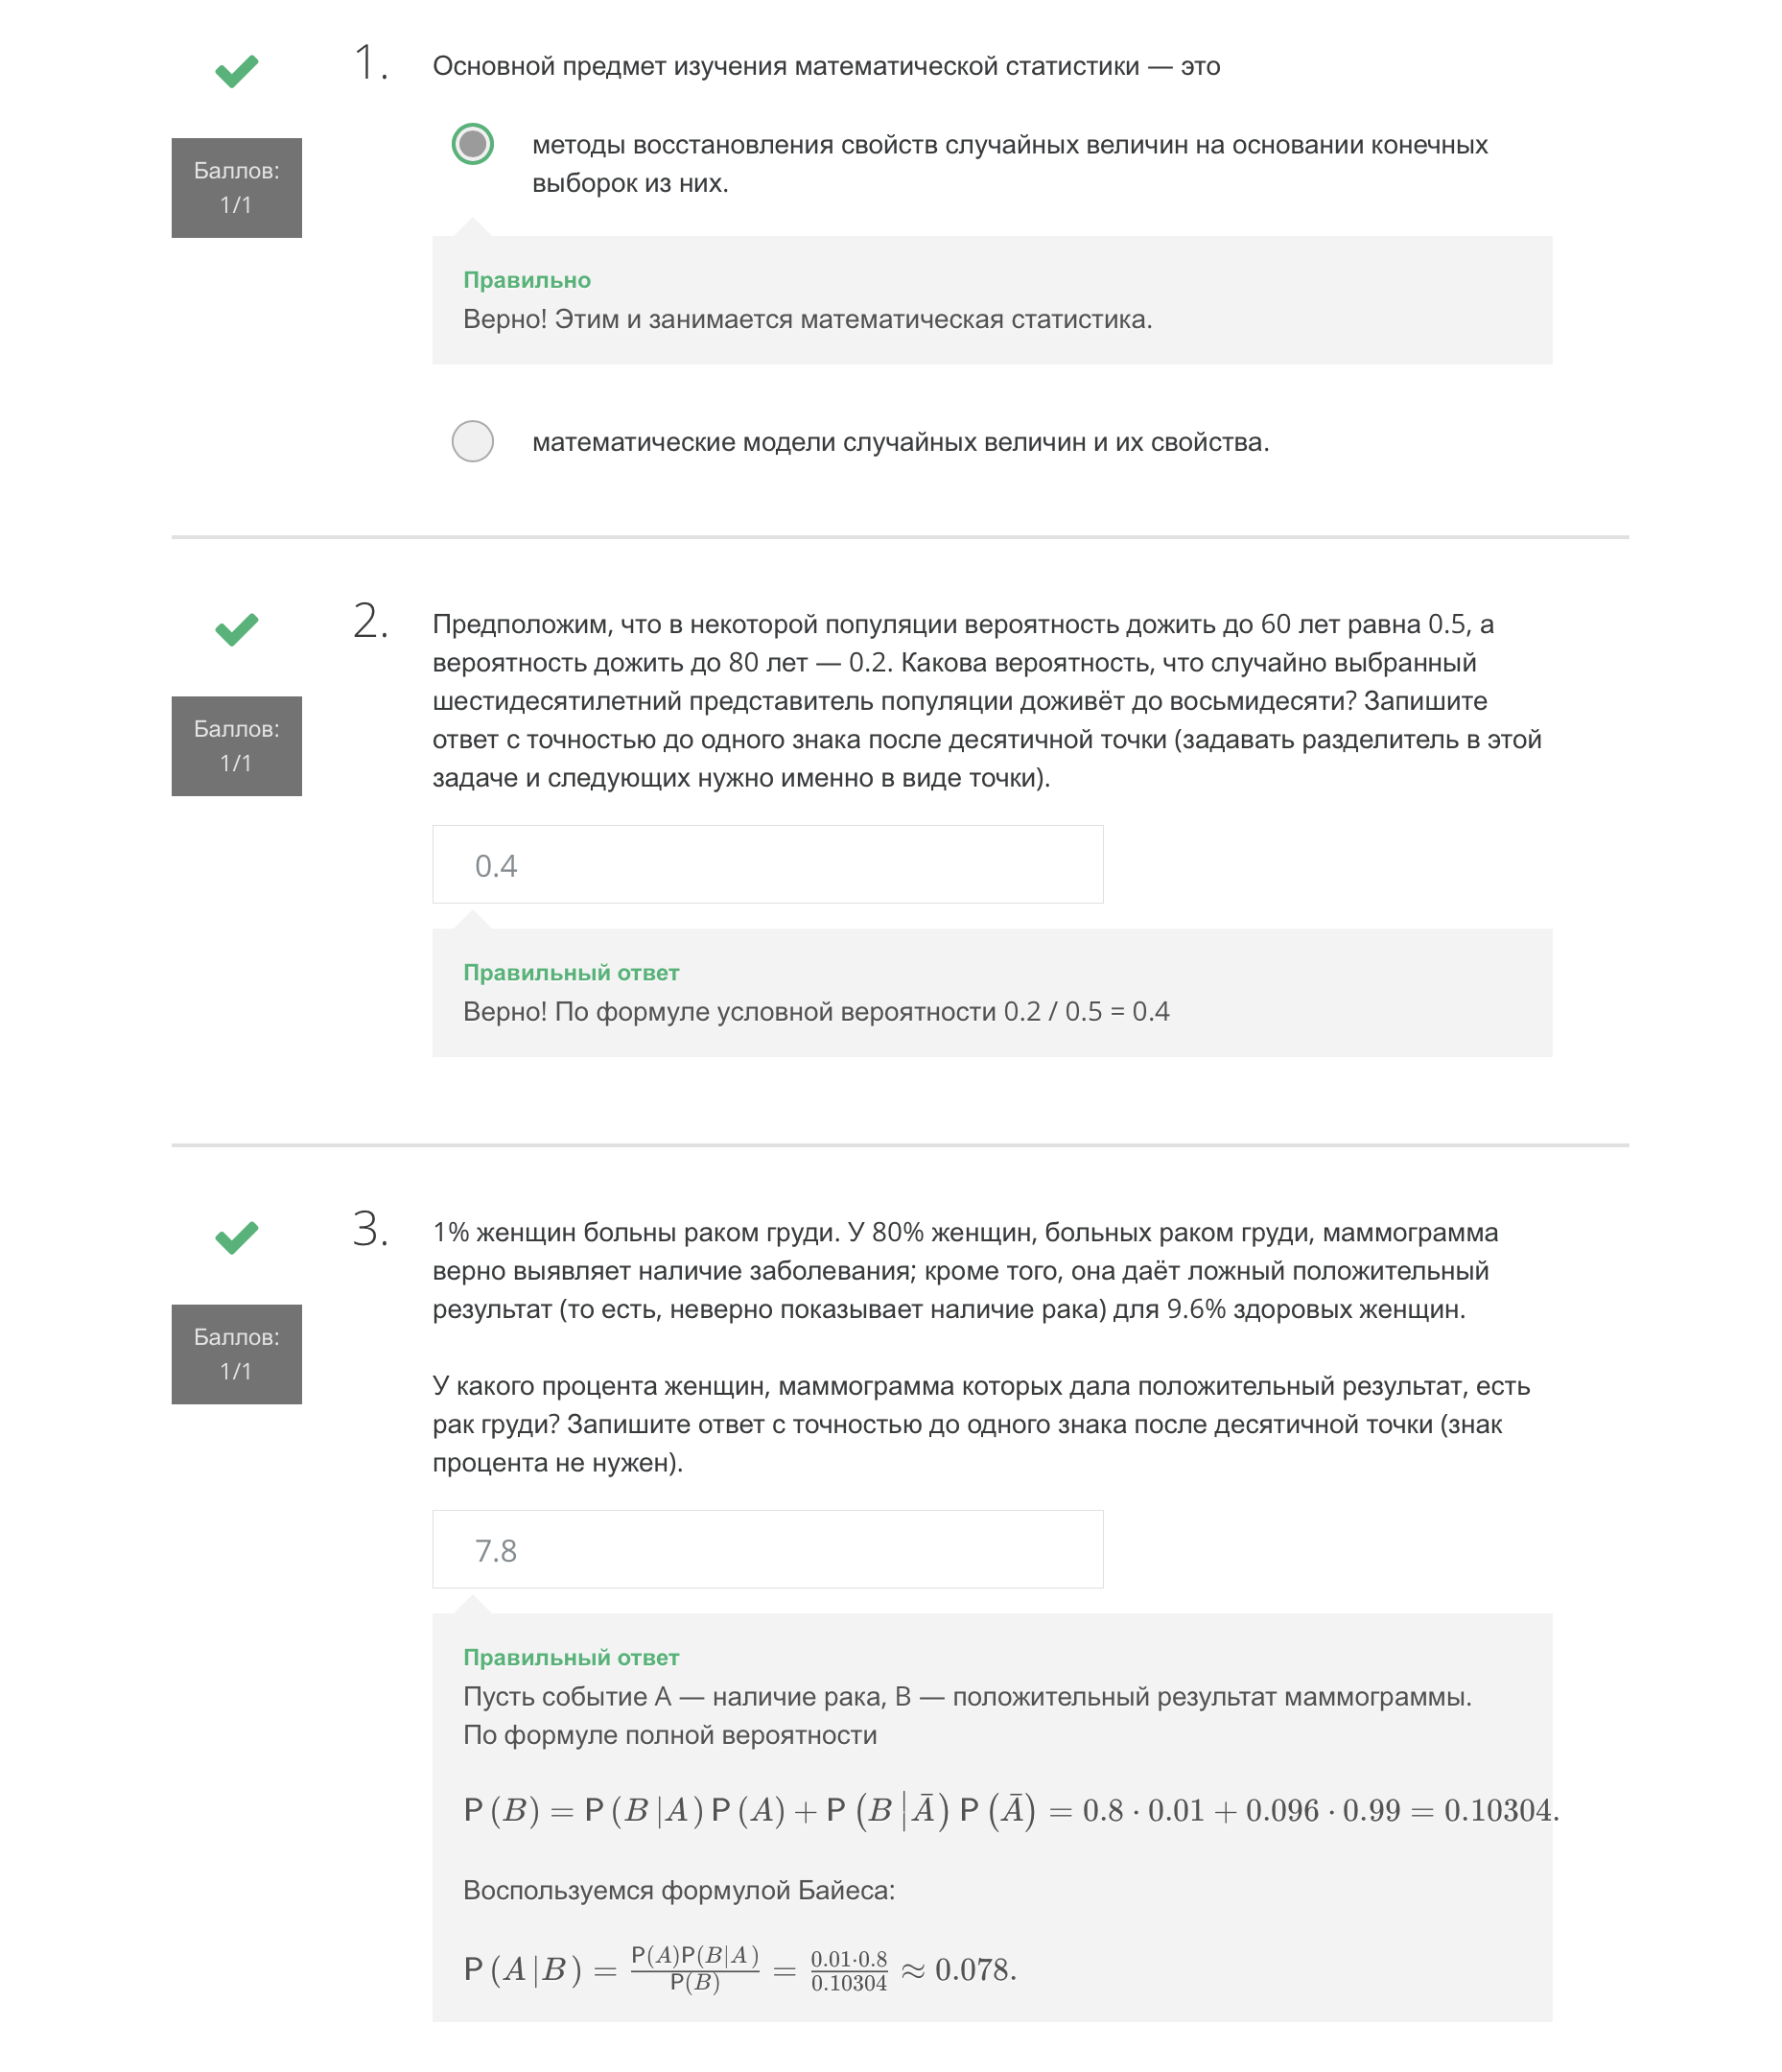 1.
Основной предмет изучения математической статистики — это
Баллов:
1/1
методы восстановления свойств случайных величин на основании конечных
выборок из них.
Правильно
Верно! Этим и занимается математическая статистика.
математические модели случайных величин и их свойства.
2.
Предположим, что в некоторой популяции вероятность дожить до 60 лет равна 0.5, а
вероятность дожить до 80 лет — 0.2. Какова вероятность, что случайно выбранный
шестидесятилетний представитель популяции доживёт до восьмидесяти? Запишите
ответ с точностью до одного знака после десятичной точки (задавать разделитель в этой
задаче и следующих нужно именно в виде точки).
Баллов:
1/1
0.4
Правильный ответ
Верно! По формуле условной вероятности 0.2 / 0.5 = 0.4
3.
1% женщин больны раком груди. У 80% женщин, больных раком груди, маммограмма
верно выявляет наличие заболевания; кроме того, она даёт ложный положительный
результат (то есть, неверно показывает наличие рака) для 9.6% здоровых женщин.
Баллов:
1/1
У какого процента женщин, маммограмма которых дала положительный результат, есть
рак груди? Запишите ответ с точностью до одного знака после десятичной точки (знак
процента не нужен).
7.8
Правильный ответ
Пусть событие A — наличие рака, B — положительный результат маммограммы.
По формуле полной вероятности
P (B) = P (B |A) P (A) + P (B |Ā) P (Ā) = 0.8 · 0.01 + 0.096 · 0.99 = 0.10304.
Воспользуемся формулой Байеса:
P (A |B) = P(A)P(B|A) / P(B) = 0.01·0.8 / 0.10304 ≈ 0.078.